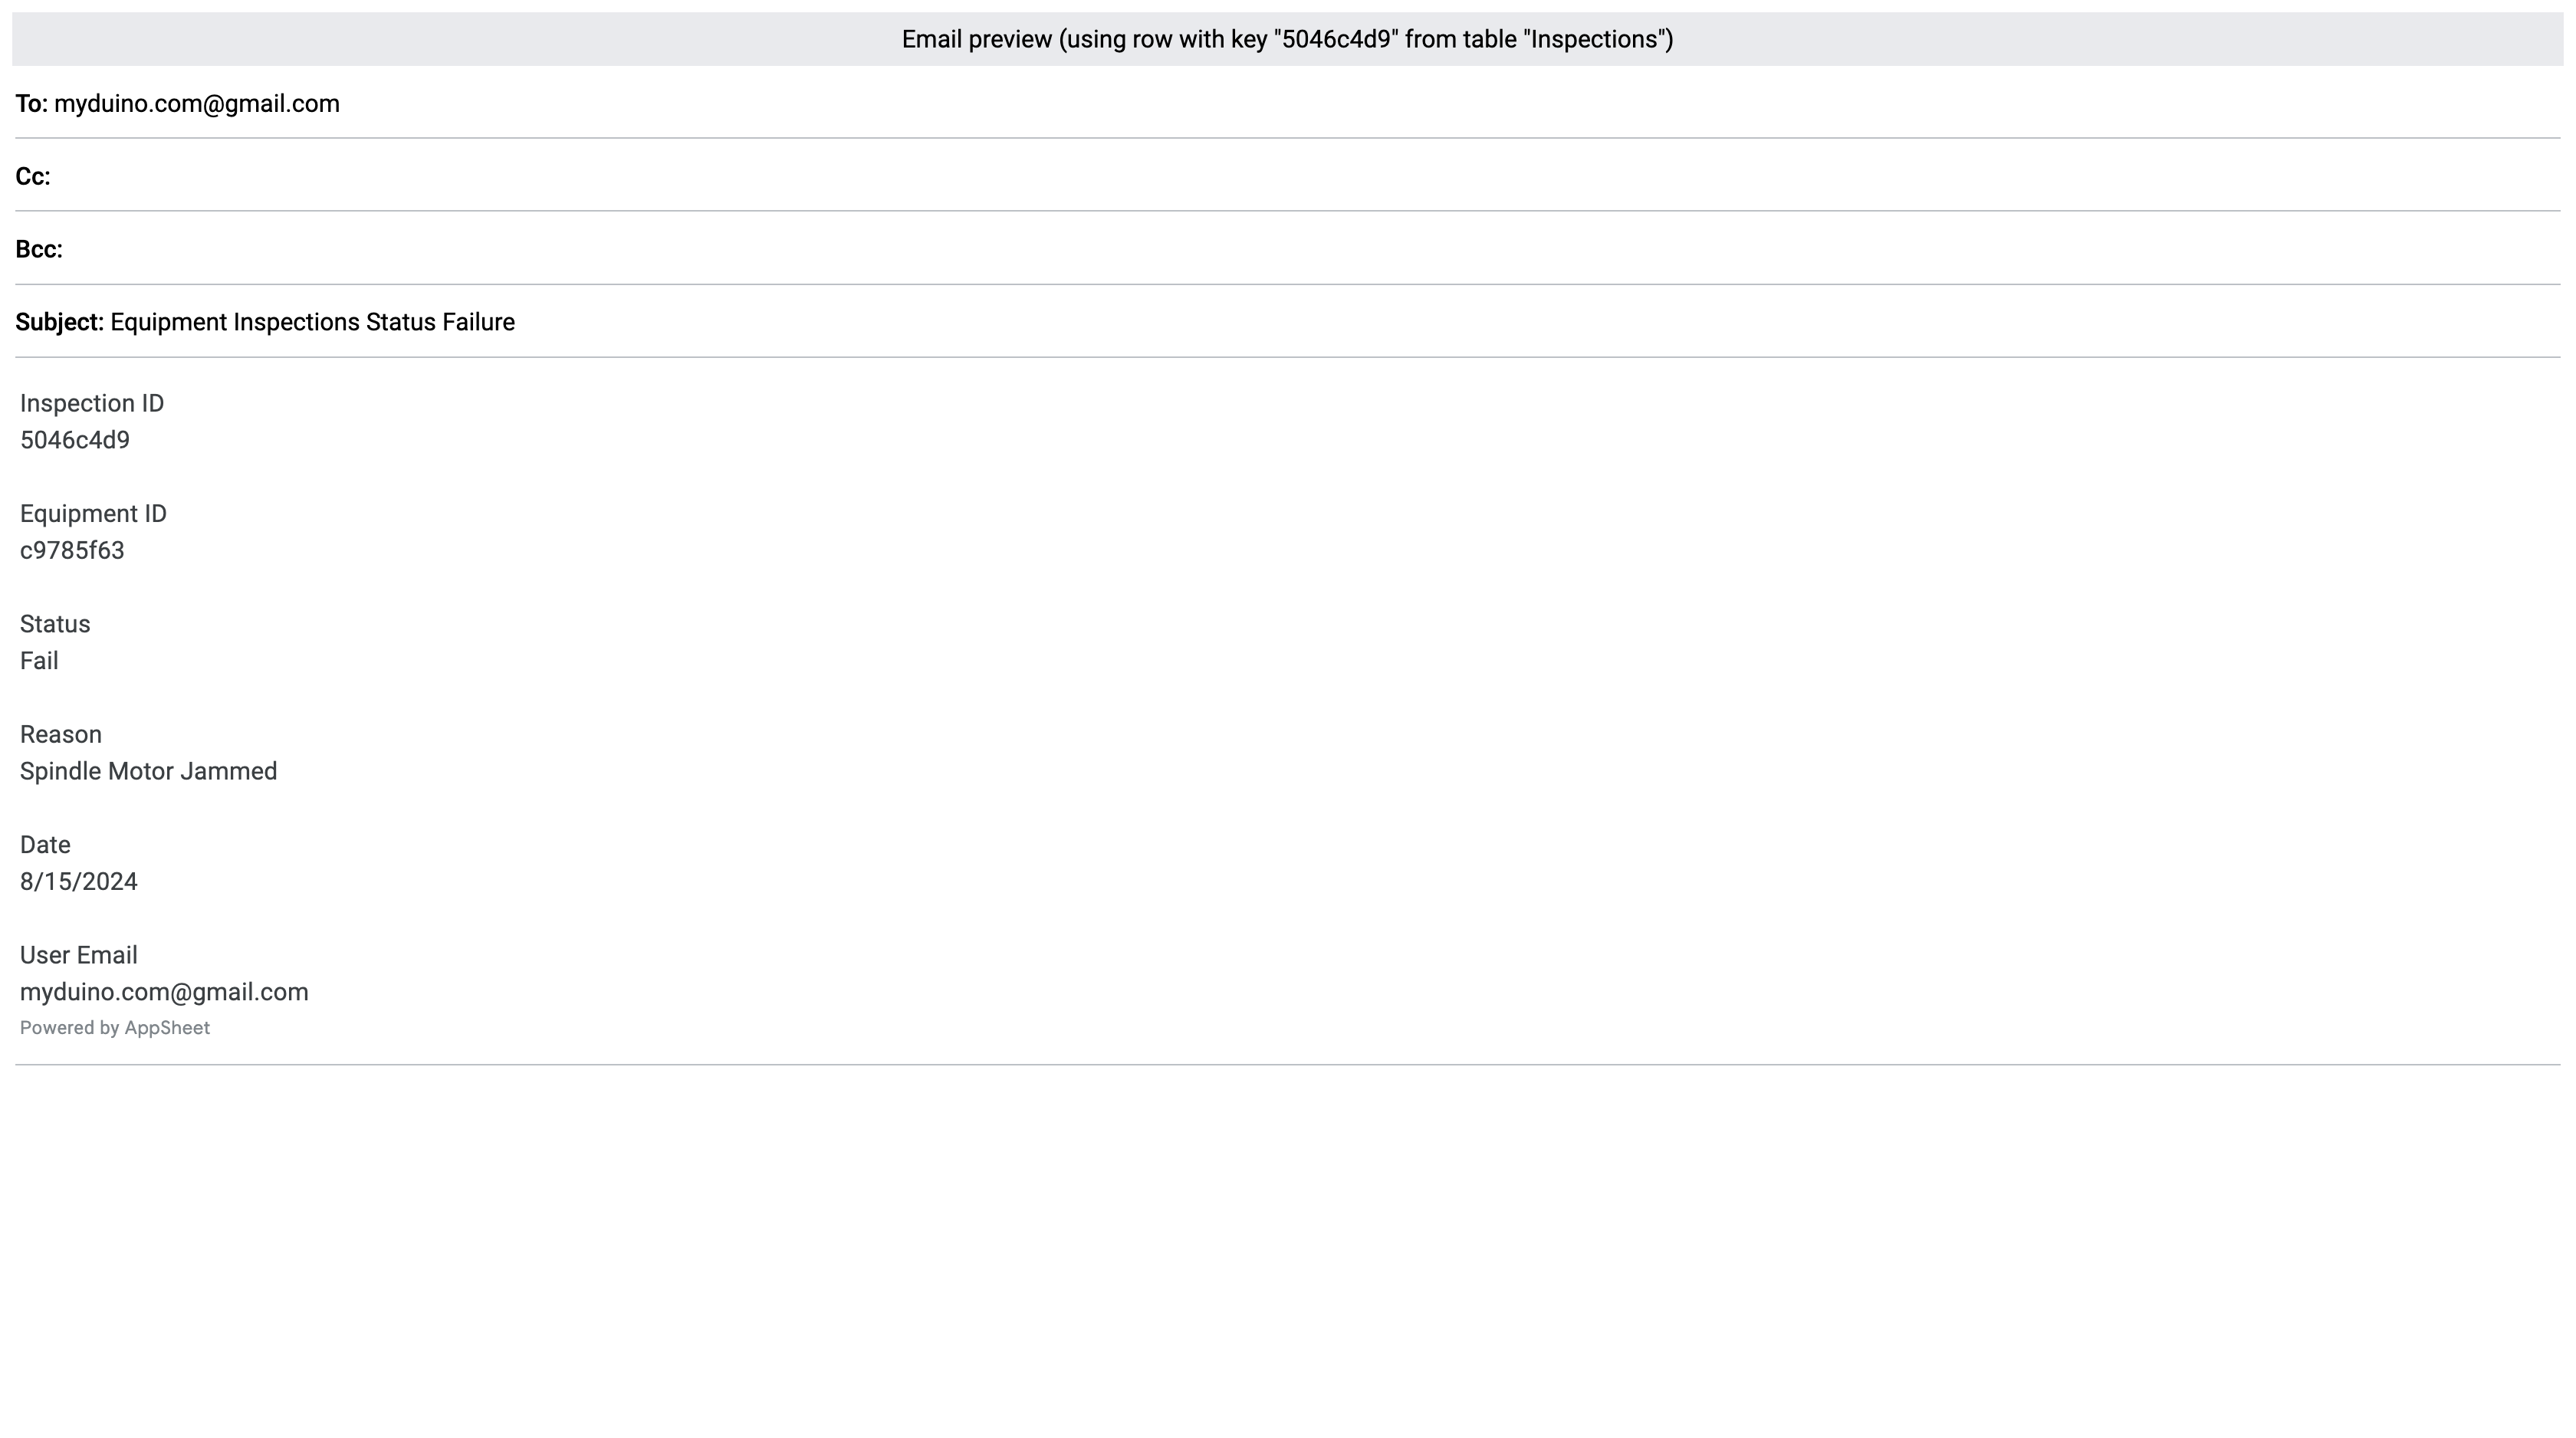 Email preview (using row with key "5046c4d9" from table "Inspections")
To: myduino.com@gmail.com
Cc:
Bcc:
Subject: Equipment Inspections Status Failure
Inspection ID
5046c4d9
Equipment ID
c9785f63
Status
Fail
Reason
Spindle Motor Jammed
Date
8/15/2024
User Email
myduino.com@gmail.com
Powered by AppSheet